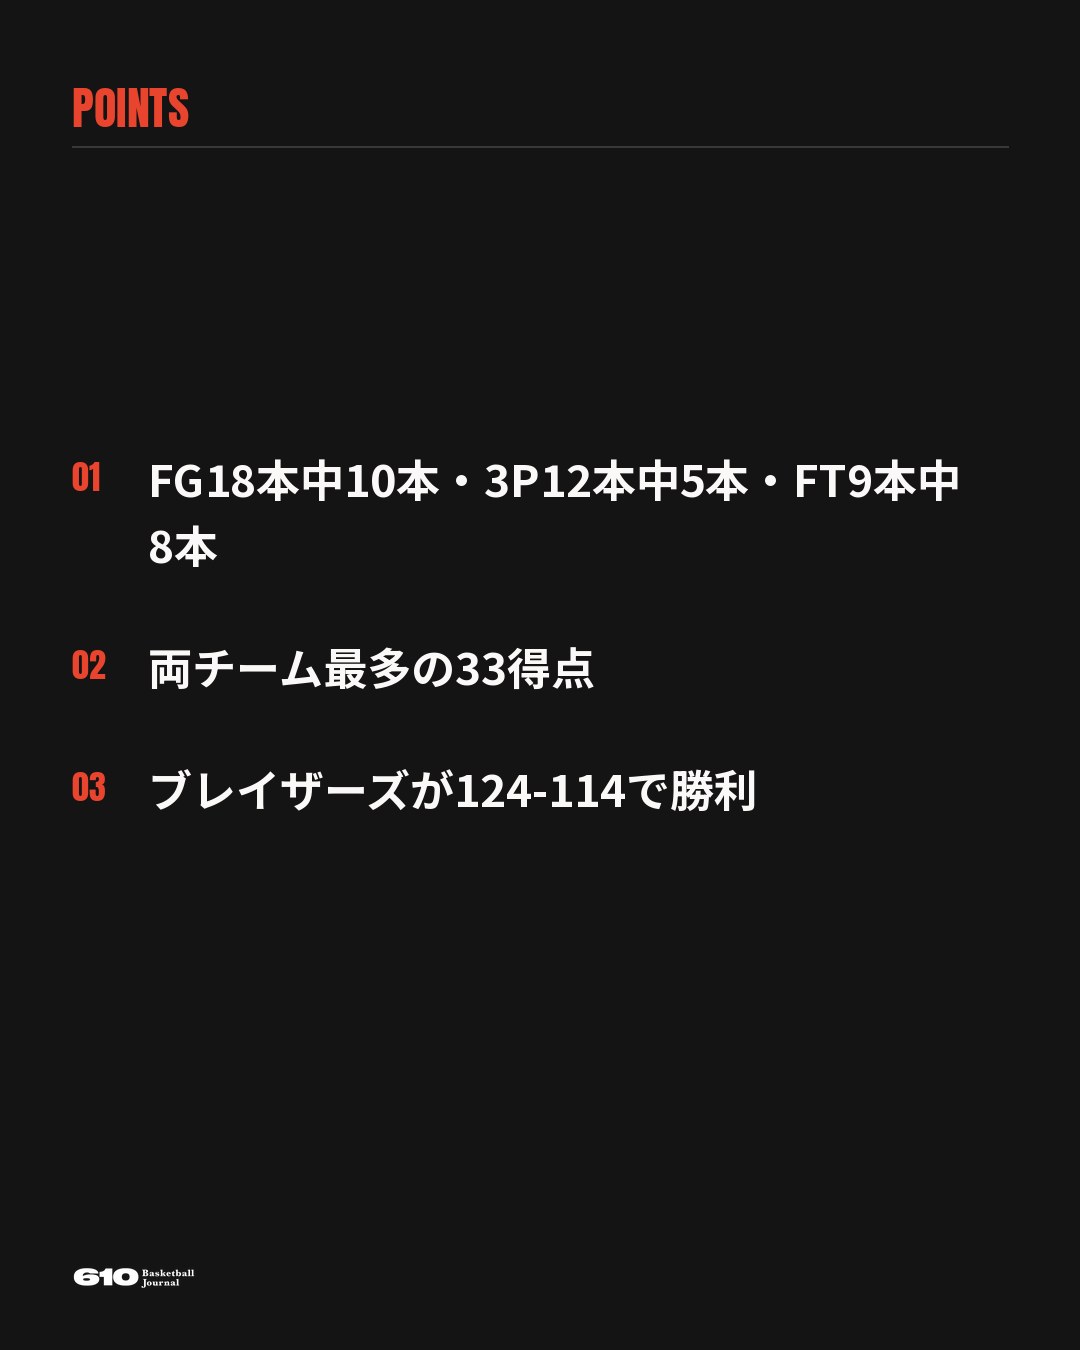 POINTS
01 FG18本中10本・3P12本中5本・FT9本中
8本
02 両チーム最多の33得点
03 ブレイザーズが124-114で勝利
610 Basketball
Journal